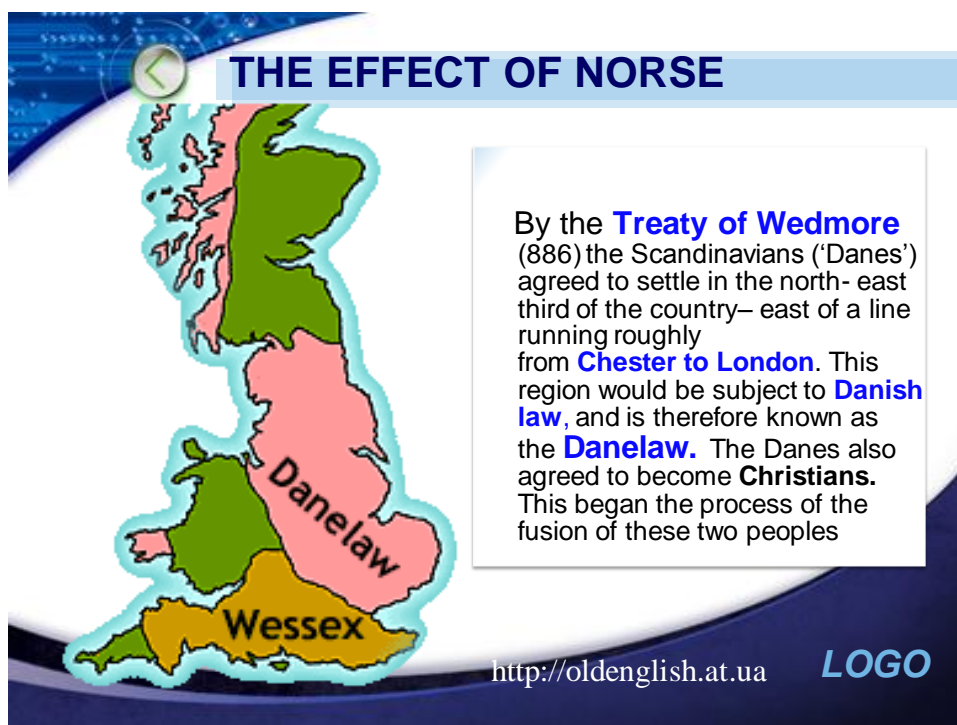 THE EFFECT OF NORSE
By the Treaty of Wedmore
(886) the Scandinavians (‘Danes’)
agreed to settle in the north- east
third of the country– east of a line
running roughly
from Chester to London. This
region would be subject to Danish
law, and is therefore known as
the Danelaw. The Danes also
agreed to become Christians.
This began the process of the
fusion of these two peoples
Danelaw
Wessex
http://oldenglish.at.ua
LOGO